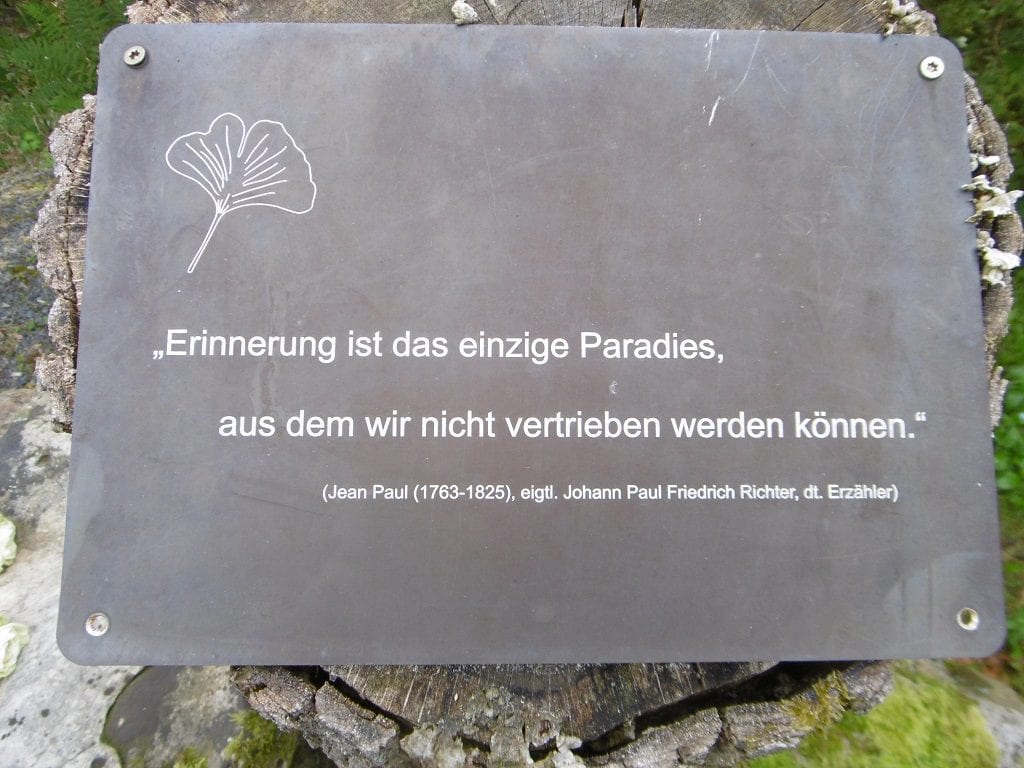 „Erinnerung ist das einzige Paradies,
aus dem wir nicht vertrieben werden können.“
(Jean Paul (1763-1825), eigtl. Johann Paul Friedrich Richter, dt. Erzähler)